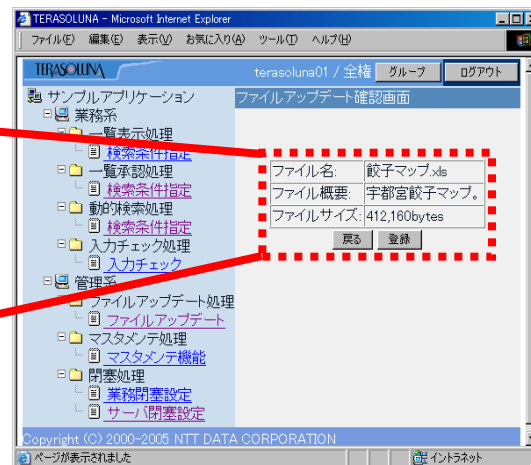 TERASOLUNA - Microsoft Internet Explorer
ファイル(F) 編集(E) 表示(V) お気に入り(A) ツール(T) ヘルプ(H)
TERASOLUNA
terasoluna01 / 全権 グループ ログアウト
サンプルアプリケーション
業務系
一覧表示処理
検索条件指定
一覧承認処理
検索条件指定
動的検索処理
検索条件指定
入力チェック処理
入力チェック
管理系
ファイルアップデート処理
ファイルアップデート
マスタメンテ処理
マスタメンテ機能
閉塞処理
業務閉塞設定
サーバ閉塞設定
ファイルアップデート確認画面
ファイル名: 餃子マップ.xls
ファイル概要: 宇都宮餃子マップ。
ファイルサイズ: 412,160bytes
戻る 登録
Copyright (C) 2000-2005 NTT DATA CORPORATION
ページが表示されました
イントラネット